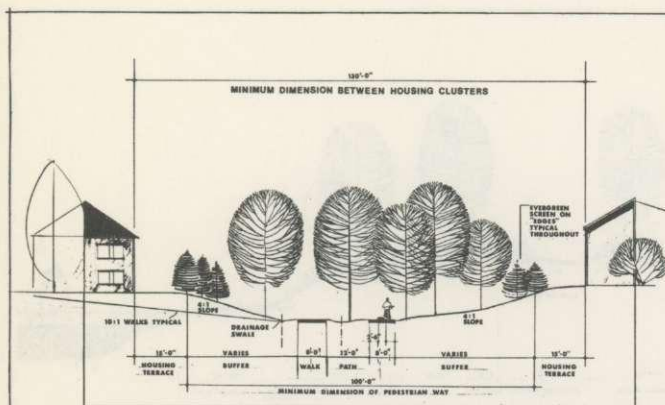 130'-0"
MINIMUM DIMENSION BETWEEN HOUSING CLUSTERS
EVERGREEN
SCREEN ON
"EDGES"
TYPICAL
THROUGHOUT
4:1
SLOPE
4:1
SLOPE
10:1 WALKS TYPICAL
DRAINAGE
SWALE
15'-0" VARIES 8'-0" 12'-0" 8'-0" VARIES 15'-0"
HOUSING BUFFER WALK PATH BUFFER HOUSING
TERRACE TERRACE
100'-0"
MINIMUM DIMENSION OF PEDESTRIAN WAY